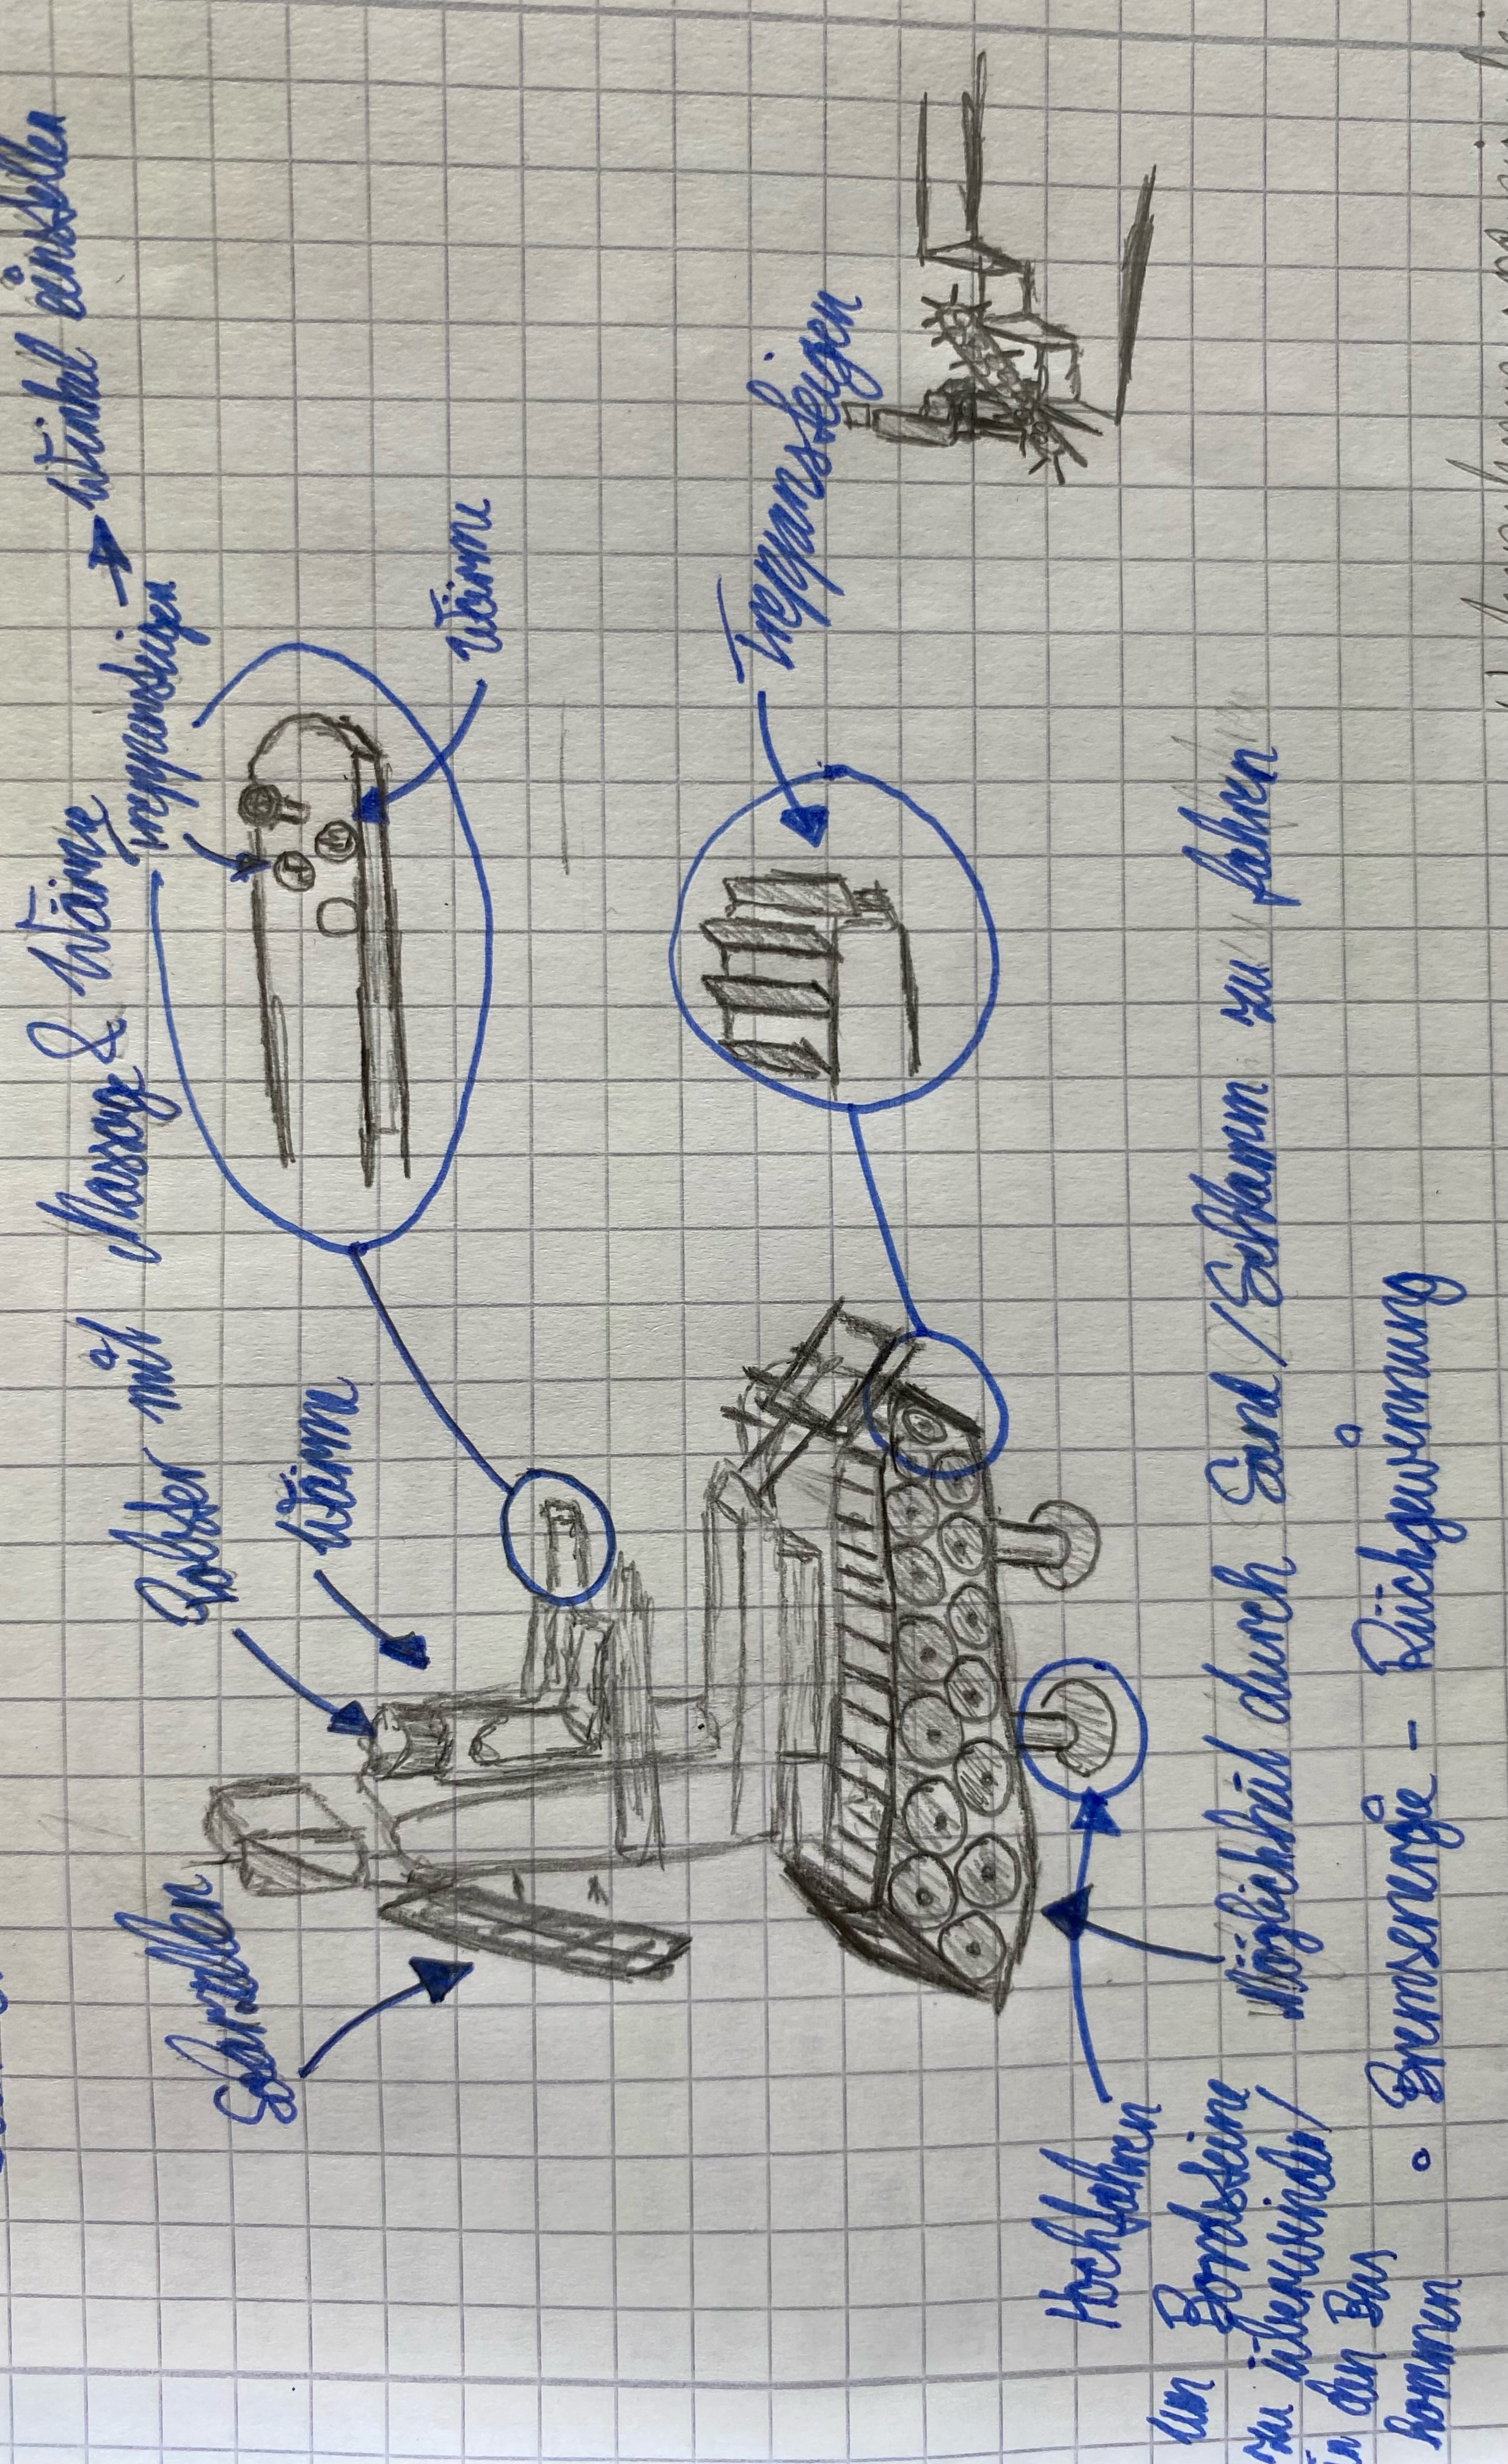 Polster mit Massage & Wärme
Wärme
treppensteigen → Winkel einstellen
Wärme
Solarzellen
Treppensteigen
Hochfahren
um Bordsteine
zu überwinden/
in den Bus
kommen
Möglichkeit durch Sand/Schlamm zu fahren
• Bremsenergie - Rückgewinnung